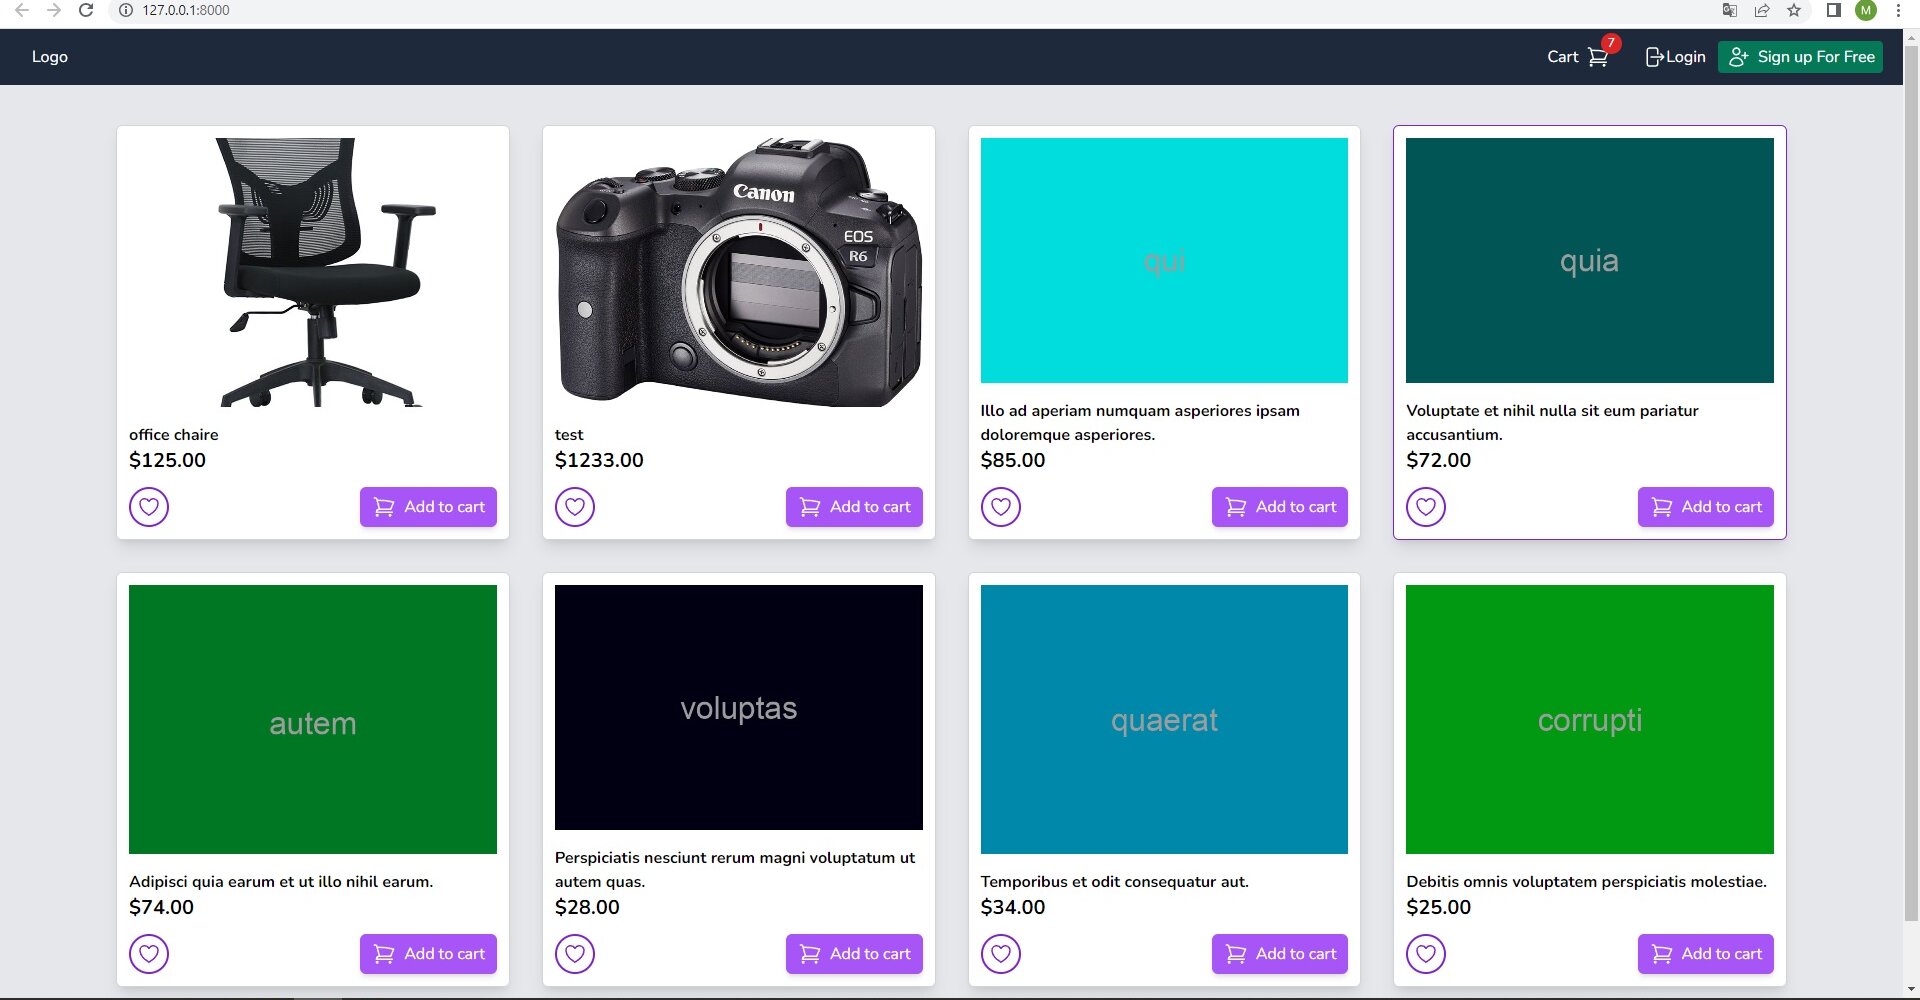 127.0.0.1:8000
M
Logo
Cart 7
Login
Sign up For Free
Canon
EOS
R6
qui
quia
office chaire
$125.00
Add to cart
test
$1233.00
Add to cart
Illo ad aperiam numquam asperiores ipsam
doloremque asperiores.
$85.00
Add to cart
Voluptate et nihil nulla sit eum pariatur
accusantium.
$72.00
Add to cart
autem
voluptas
quaerat
corrupti
Adipisci quia earum et ut illo nihil earum.
$74.00
Add to cart
Perspiciatis nesciunt rerum magni voluptatum ut
autem quas.
$28.00
Add to cart
Temporibus et odit consequatur aut.
$34.00
Add to cart
Debitis omnis voluptatem perspiciatis molestiae.
$25.00
Add to cart